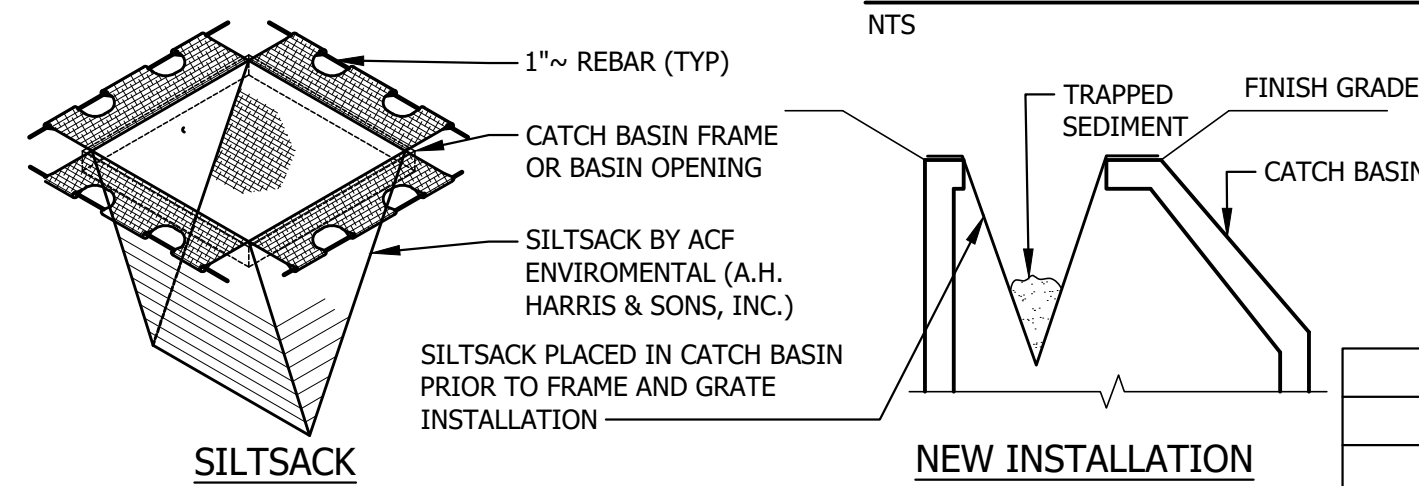 NTS
1"~ REBAR (TYP)
CATCH BASIN FRAME
OR BASIN OPENING
SILTSACK BY ACF
ENVIROMENTAL (A.H.
HARRIS & SONS, INC.)
SILTSACK PLACED IN CATCH BASIN
PRIOR TO FRAME AND GRATE
INSTALLATION
SILTSACK
TRAPPED
SEDIMENT
FINISH GRADE
CATCH BASIN
NEW INSTALLATION